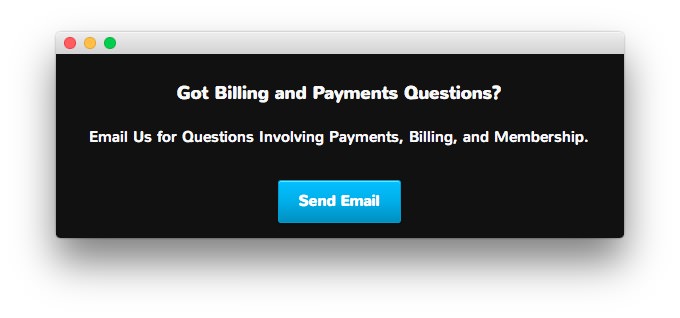 Got Billing and Payments Questions?
Email Us for Questions Involving Payments, Billing, and Membership.
Send Email